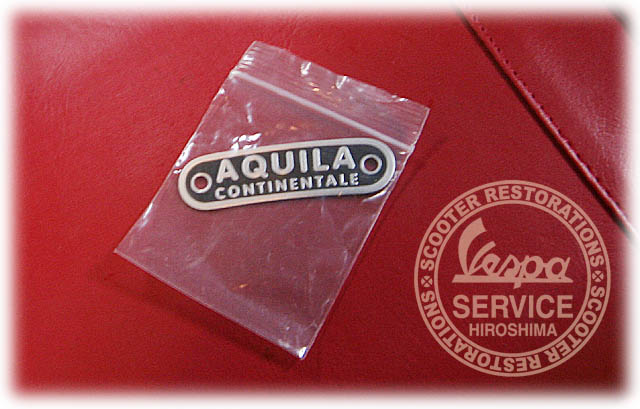 AQUILA
CONTINENTALE
SCOOTER RESTORATIONS
Vespa
SERVICE
HIROSHIMA
SCOOTER RESTORATIONS